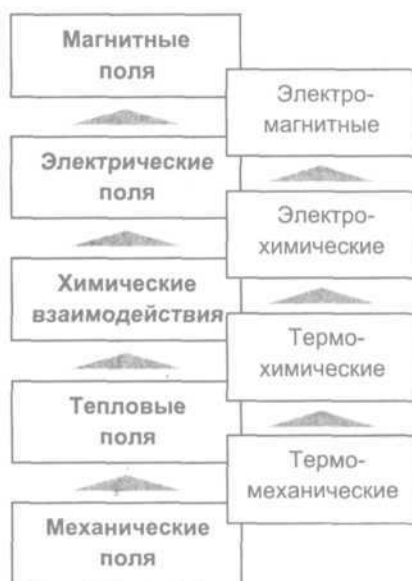 Магнитные
поля
Электро-
магнитные
Электрические
поля
Электро-
химические
Химические
взаимодействия
Термо-
химические
Тепловые
поля
Термо-
механические
Механические
поля